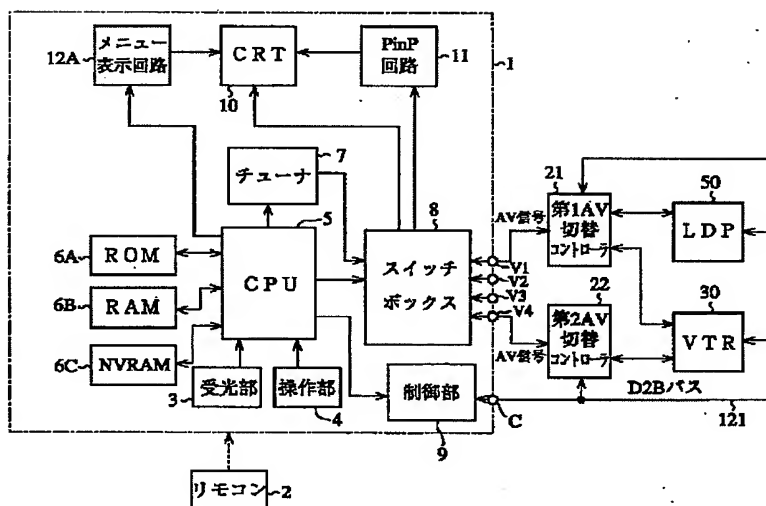 メニュー
表示回路
12A
CRT
10
PinP
回路
11
1
7
チューナ
5
CPU
6A
ROM
6B
RAM
6C
NVRAM
8
スイッチ
ボックス
V1
V2
V3
V4
AV信号
AV信号
21
第1AV
切替
コントローラ
50
LDP
22
第2AV
切替
コントローラ
30
VTR
3
受光部
操作部
4
制御部
9
C
D2Bバス
121
リモコン
2